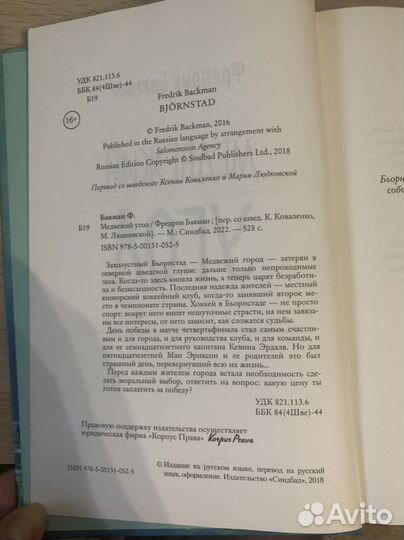 УДК 821.113.6
ББК 84(4Шве)-44
Б19
Fredrik Backman
BJÖRNSTAD
16+
© Fredrik Backman, 2016
Published in the Russian language by arrangement with
Salomonsson Agency
Russian Edition Copyright © Sindbad Publishers Ltd., 2018
Перевод со шведского Ксении Коваленко и Марии Людковской
Бакман Ф.
Б19 Медвежий угол / Фредрик Бакман ; [пер. со швед. К. Коваленко,
М. Людковской]. — М.: Синдбад, 2022. — 528 с.
ISBN 978-5-00131-052-5
Захолустный Бьорнстад — Медвежий город — затерян в
северной шведской глуши: дальше только непроходимые
леса. Когда-то здесь кипела жизнь, а теперь царят безработи-
ца и безысходность. Последняя надежда жителей — местный
юниорский хоккейный клуб, когда-то занявший второе мес-
то в чемпионате страны. Хоккей в Бьорнстаде — не просто
спорт: вокруг него кипят нешуточные страсти, на нем завяза-
ны все интересы, от него зависит, как сложатся судьбы.
День победы в матче четвертьфинала стал самым счастли-
вым и для города, и для руководства клуба, и для команды, и
для ее семнадцатилетнего капитана Кевина Эрдаля. Но для
пятнадцатилетней Маи Эриксон и ее родителей это был
страшный день, перевернувший всю их жизнь...
Перед каждым жителем города встала необходимость сде-
лать моральный выбор, ответить на вопрос: какую цену ты
готов заплатить за победу?
УДК 821.113.6
ББК 84(4Шве)-44
Правовую поддержку издательства осуществляет
юридическая фирма «Корпус Права» Korpus Prava
ISBN 978-5-00131-052-5
© Издание на русском языке, перевод на русский
язык, оформление. Издательство «Синдбад», 2018
Avito